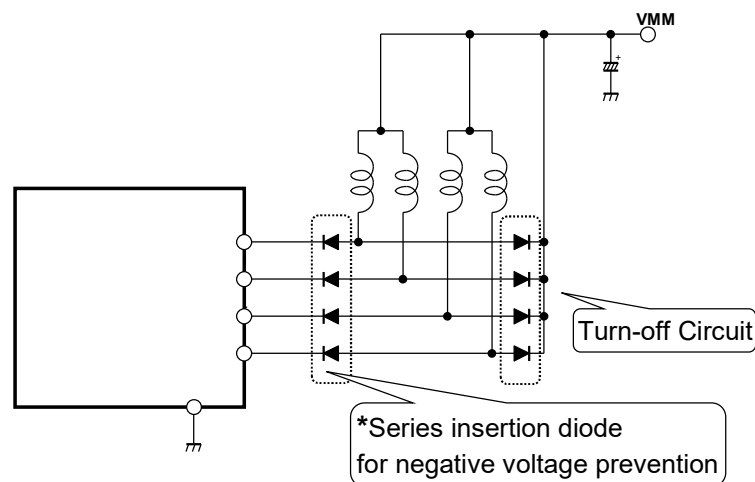 VMM
+
Turn-off Circuit
*Series insertion diode
for negative voltage prevention